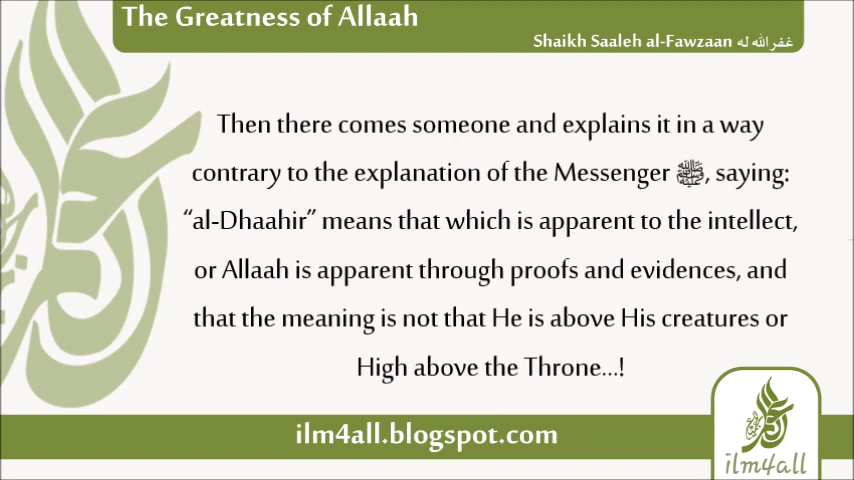 The Greatness of Allaah
Shaikh Saaleh al-Fawzaan غفر الله له
Then there comes someone and explains it in a way
contrary to the explanation of the Messenger ﷺ, saying:
“al-Dhaahir” means that which is apparent to the intellect,
or Allaah is apparent through proofs and evidences, and
that the meaning is not that He is above His creatures or
High above the Throne...!
ilm4all.blogspot.com
ilm4all